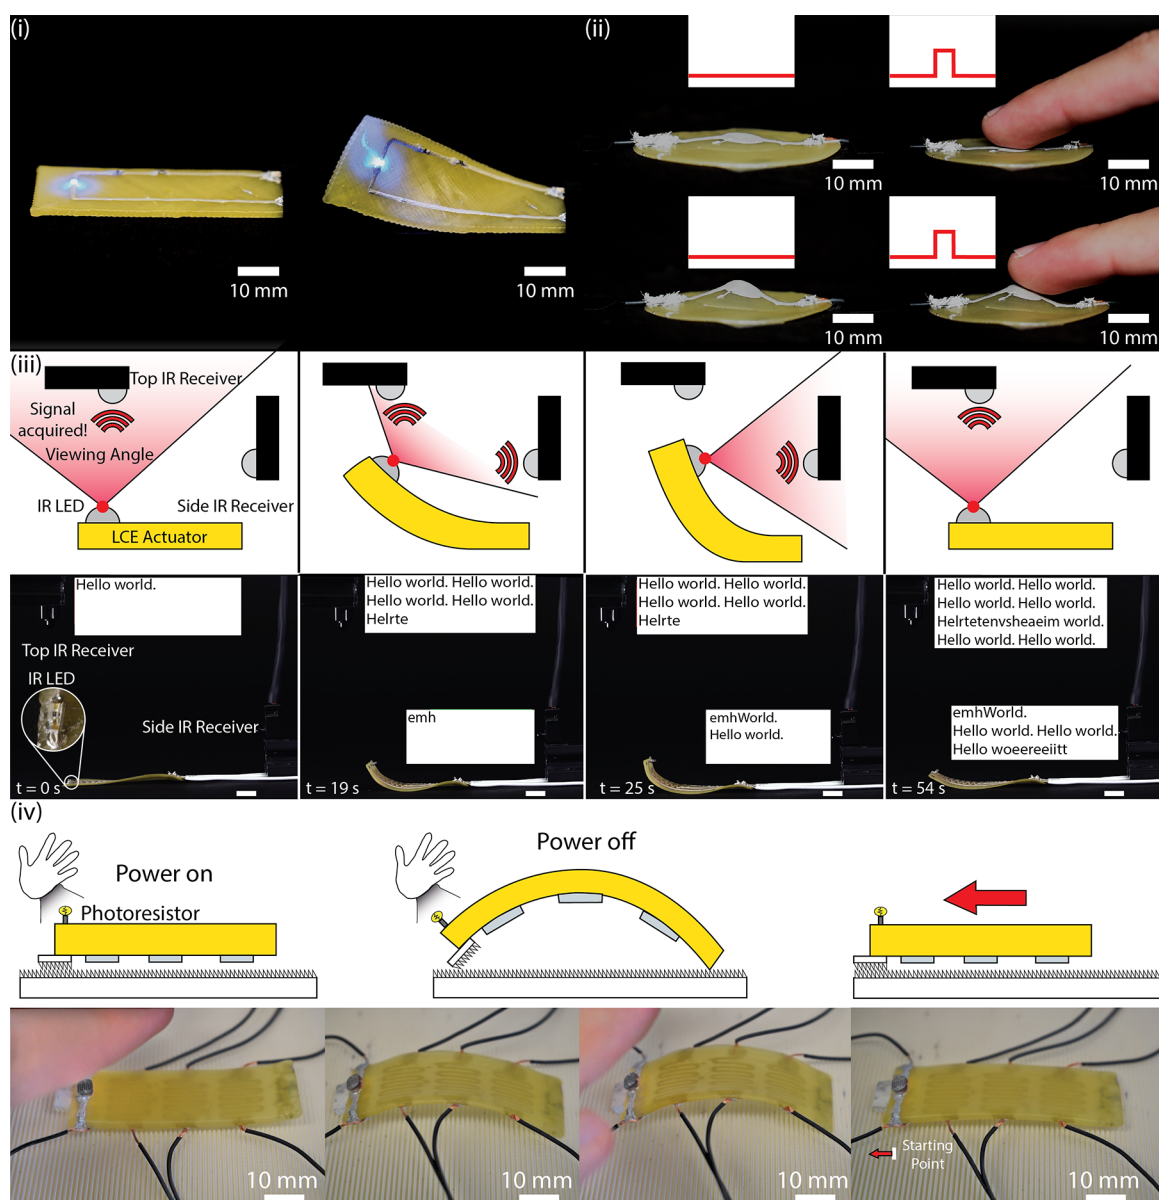 (i)
10 mm
10 mm
(ii)
10 mm
10 mm
10 mm
10 mm
(iii)
Top IR Receiver
Signal
acquired!
Viewing Angle
IR LED
Side IR Receiver
LCE Actuator
Hello world.
Top IR Receiver
IR LED
Side IR Receiver
t = 0 s
Hello world. Hello world.
Hello world. Hello world.
Helrte
emh
t = 19 s
Hello world. Hello world.
Hello world. Hello world.
Helrte
emhWorld.
Hello world.
t = 25 s
Hello world. Hello world.
Hello world. Hello world.
Helrtetenvsheaeim world.
Hello world. Hello world.
emhWorld.
Hello world. Hello world.
Hello woeereeiitt
t = 54 s
(iv)
Power on
Photoresistor
Power off
10 mm
10 mm
10 mm
Starting
Point
10 mm